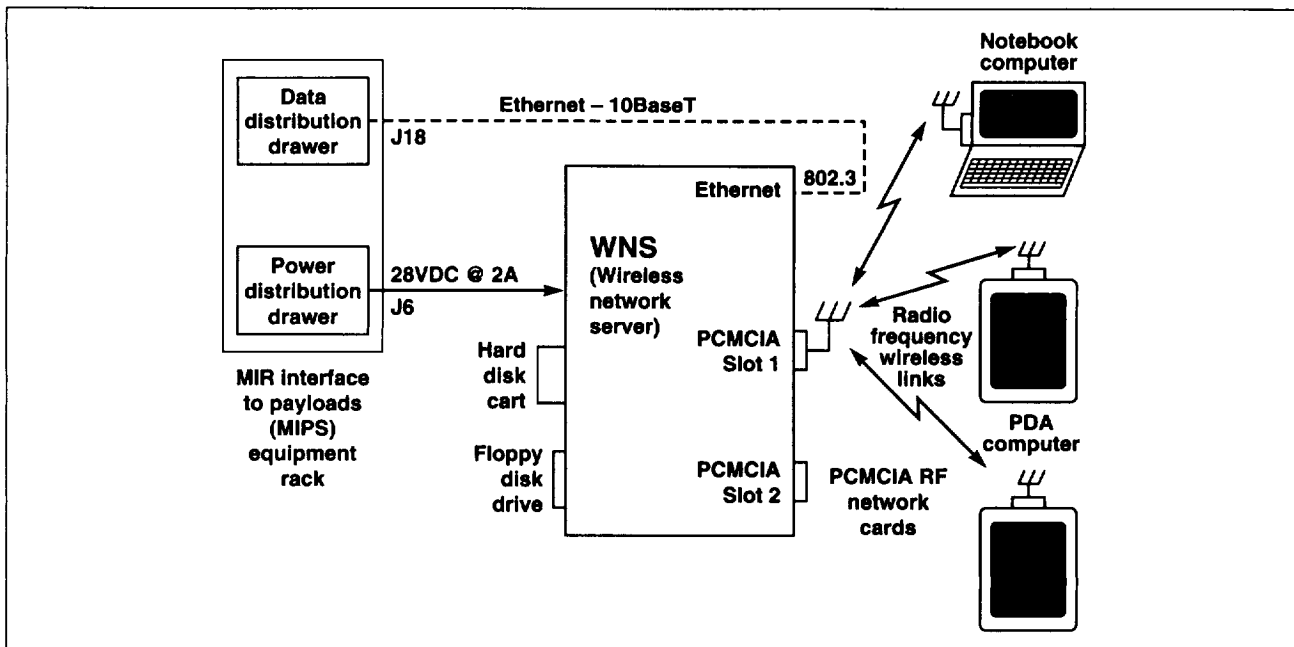 Data
distribution
drawer
J18
Ethernet – 10BaseT
Power
distribution
drawer
28VDC @ 2A
J6
MIR interface
to payloads
(MIPS)
equipment
rack
Ethernet
802.3
WNS
(Wireless
network
server)
Hard
disk
cart
Floppy
disk
drive
PCMCIA
Slot 1
PCMCIA
Slot 2
Notebook
computer
Radio
frequency
wireless
links
PDA
computer
PCMCIA RF
network
cards